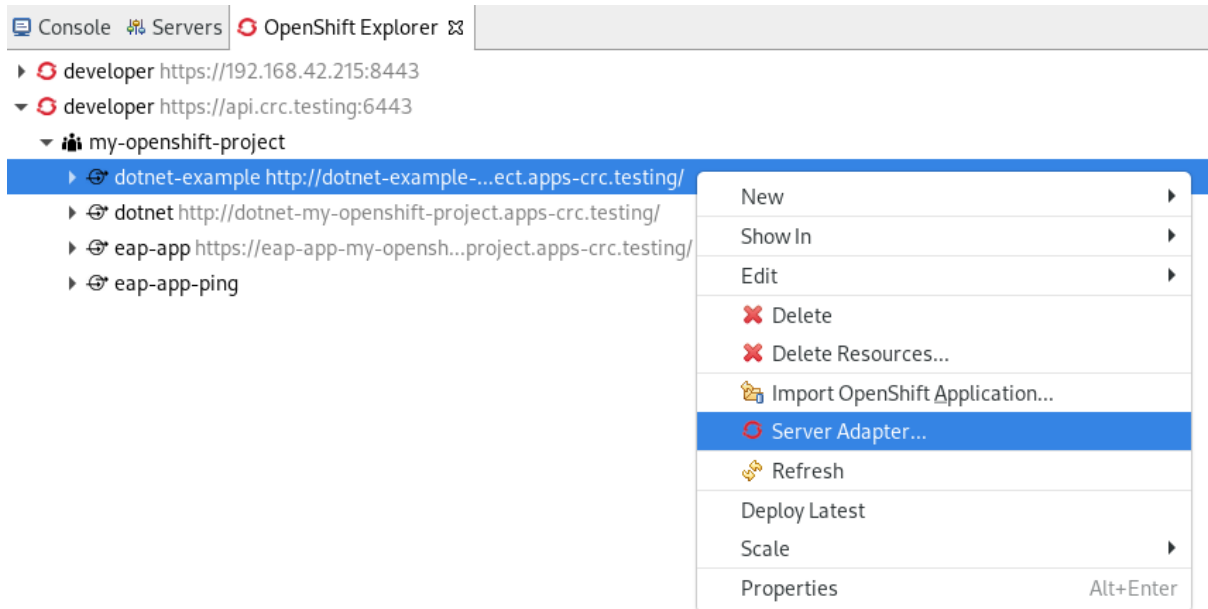 Console Servers OpenShift Explorer
developer https://192.168.42.215:8443
developer https://api.crc.testing:6443
my-openshift-project
dotnet-example http://dotnet-example-...ect.apps-crc.testing/
dotnet http://dotnet-my-openshift-project.apps-crc.testing/
eap-app https://eap-app-my-opensh...project.apps-crc.testing/
eap-app-ping
New
Show In
Edit
Delete
Delete Resources...
Import OpenShift Application...
Server Adapter...
Refresh
Deploy Latest
Scale
Properties Alt+Enter